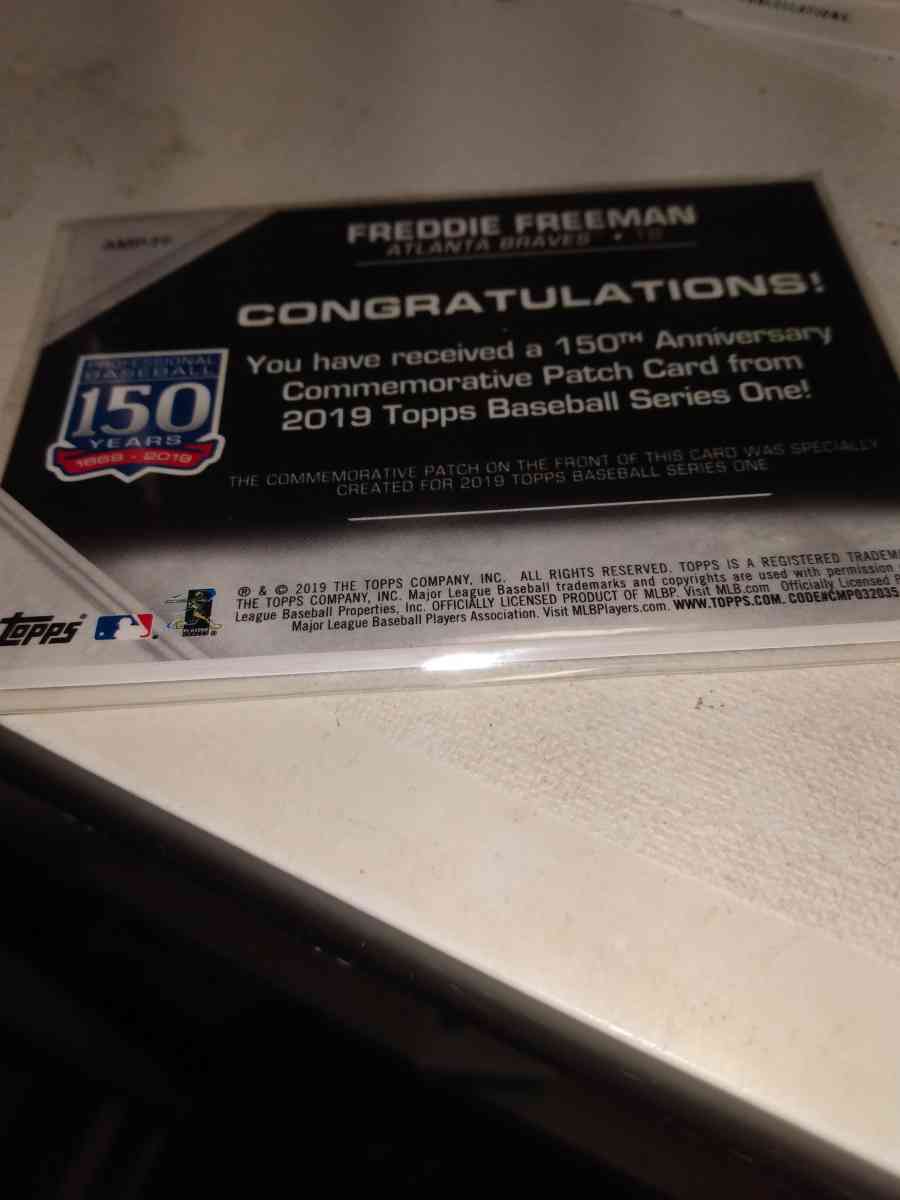 AMP-FF
FREDDIE FREEMAN
ATLANTA BRAVES • 1B
CONGRATULATIONS!
You have received a 150TH Anniversary
Commemorative Patch Card from
2019 Topps Baseball Series One!
PROFESSIONAL
BASEBALL
150
YEARS
1869 - 2019
THE COMMEMORATIVE PATCH ON THE FRONT OF THIS CARD WAS SPECIALLY
CREATED FOR 2019 TOPPS BASEBALL SERIES ONE
® & © 2019 THE TOPPS COMPANY, INC. ALL RIGHTS RESERVED. TOPPS IS A REGISTERED TRADEM
THE TOPPS COMPANY, INC. Major League Baseball trademarks and copyrights are used with permission
League Baseball Properties, Inc. OFFICIALLY LICENSED PRODUCT OF MLBP. Visit MLB.com Officially Licensed P
Major League Baseball Players Association. Visit MLBPlayers.com. WWW.TOPPS.COM. CODE#CMP032035
topps®